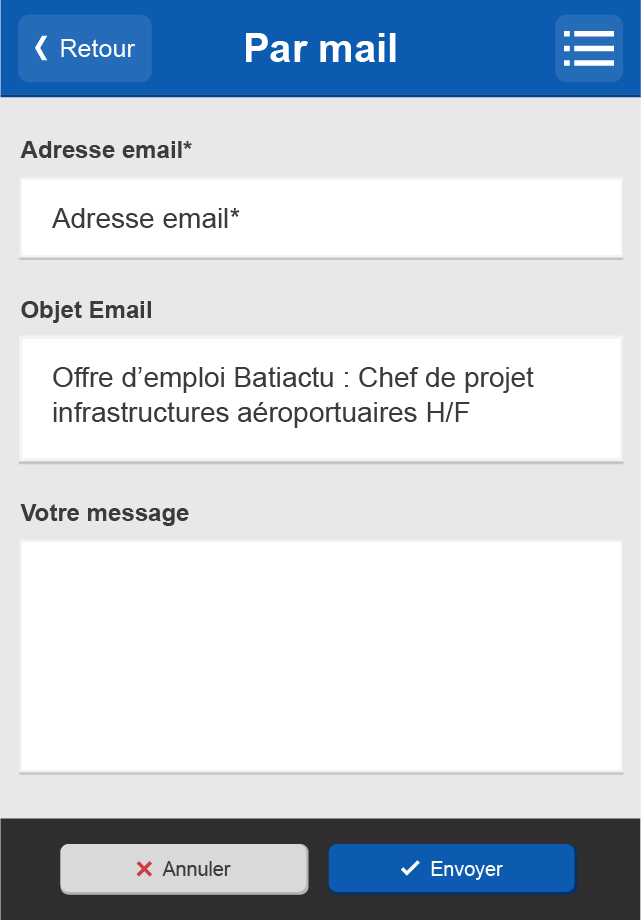 Retour
Par mail
Adresse email*
Adresse email*
Objet Email
Offre d’emploi Batiactu : Chef de projet
infrastructures aéroportuaires H/F
Votre message
Annuler
Envoyer